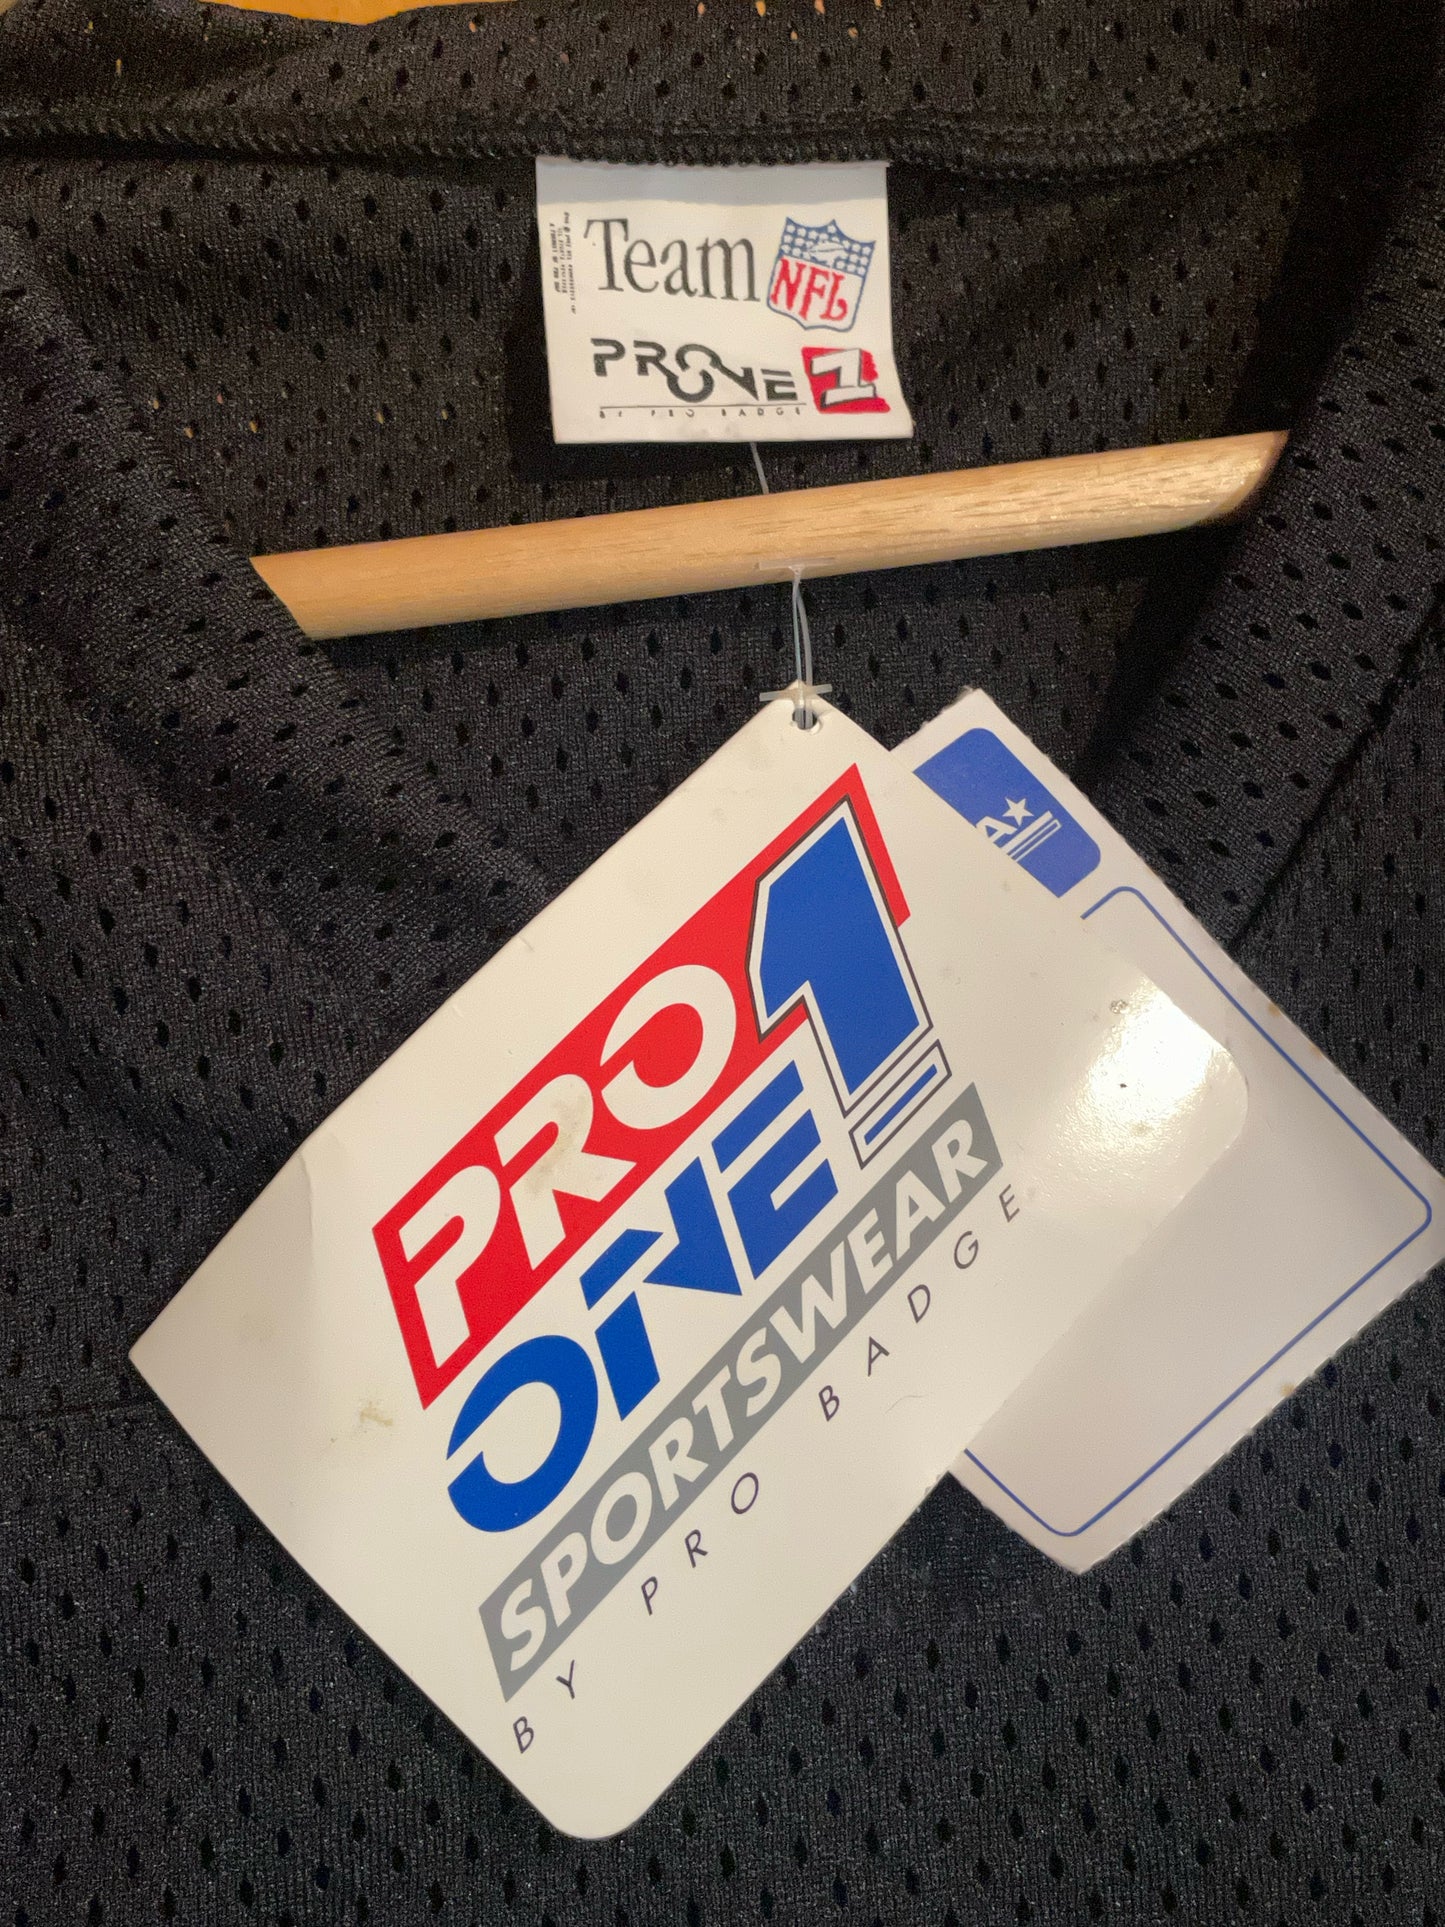 Team NFL
PRO ONE 1
BY PRO BADGE
A
PRO 1
ONE
SPORTSWEAR
BY PRO BADGE